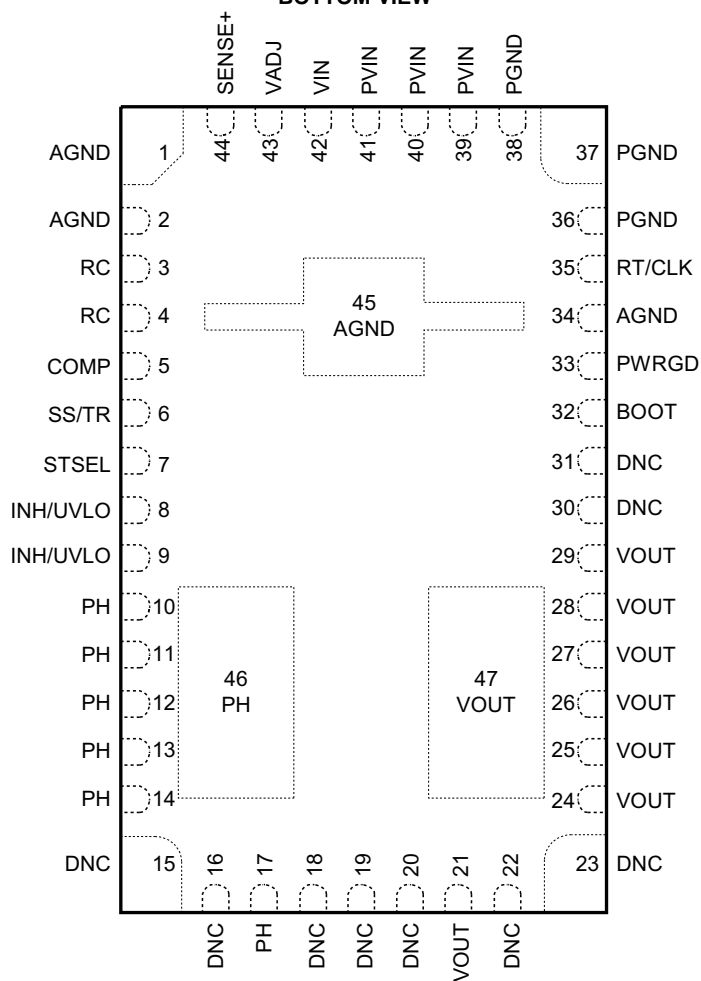 BOTTOM VIEW
SENSE+
VADJ
VIN
PVIN
PVIN
PVIN
PGND
44
43
42
41
40
39
38
AGND 1
37 PGND
AGND 2
36 PGND
RC 3
35 RT/CLK
RC 4
34 AGND
45
AGND
COMP 5
33 PWRGD
SS/TR 6
32 BOOT
STSEL 7
31 DNC
INH/UVLO 8
30 DNC
INH/UVLO 9
29 VOUT
PH 10
28 VOUT
PH 11
27 VOUT
46
PH
47
VOUT
PH 12
26 VOUT
PH 13
25 VOUT
PH 14
24 VOUT
DNC 15
23 DNC
16
17
18
19
20
21
22
DNC
PH
DNC
DNC
DNC
VOUT
DNC